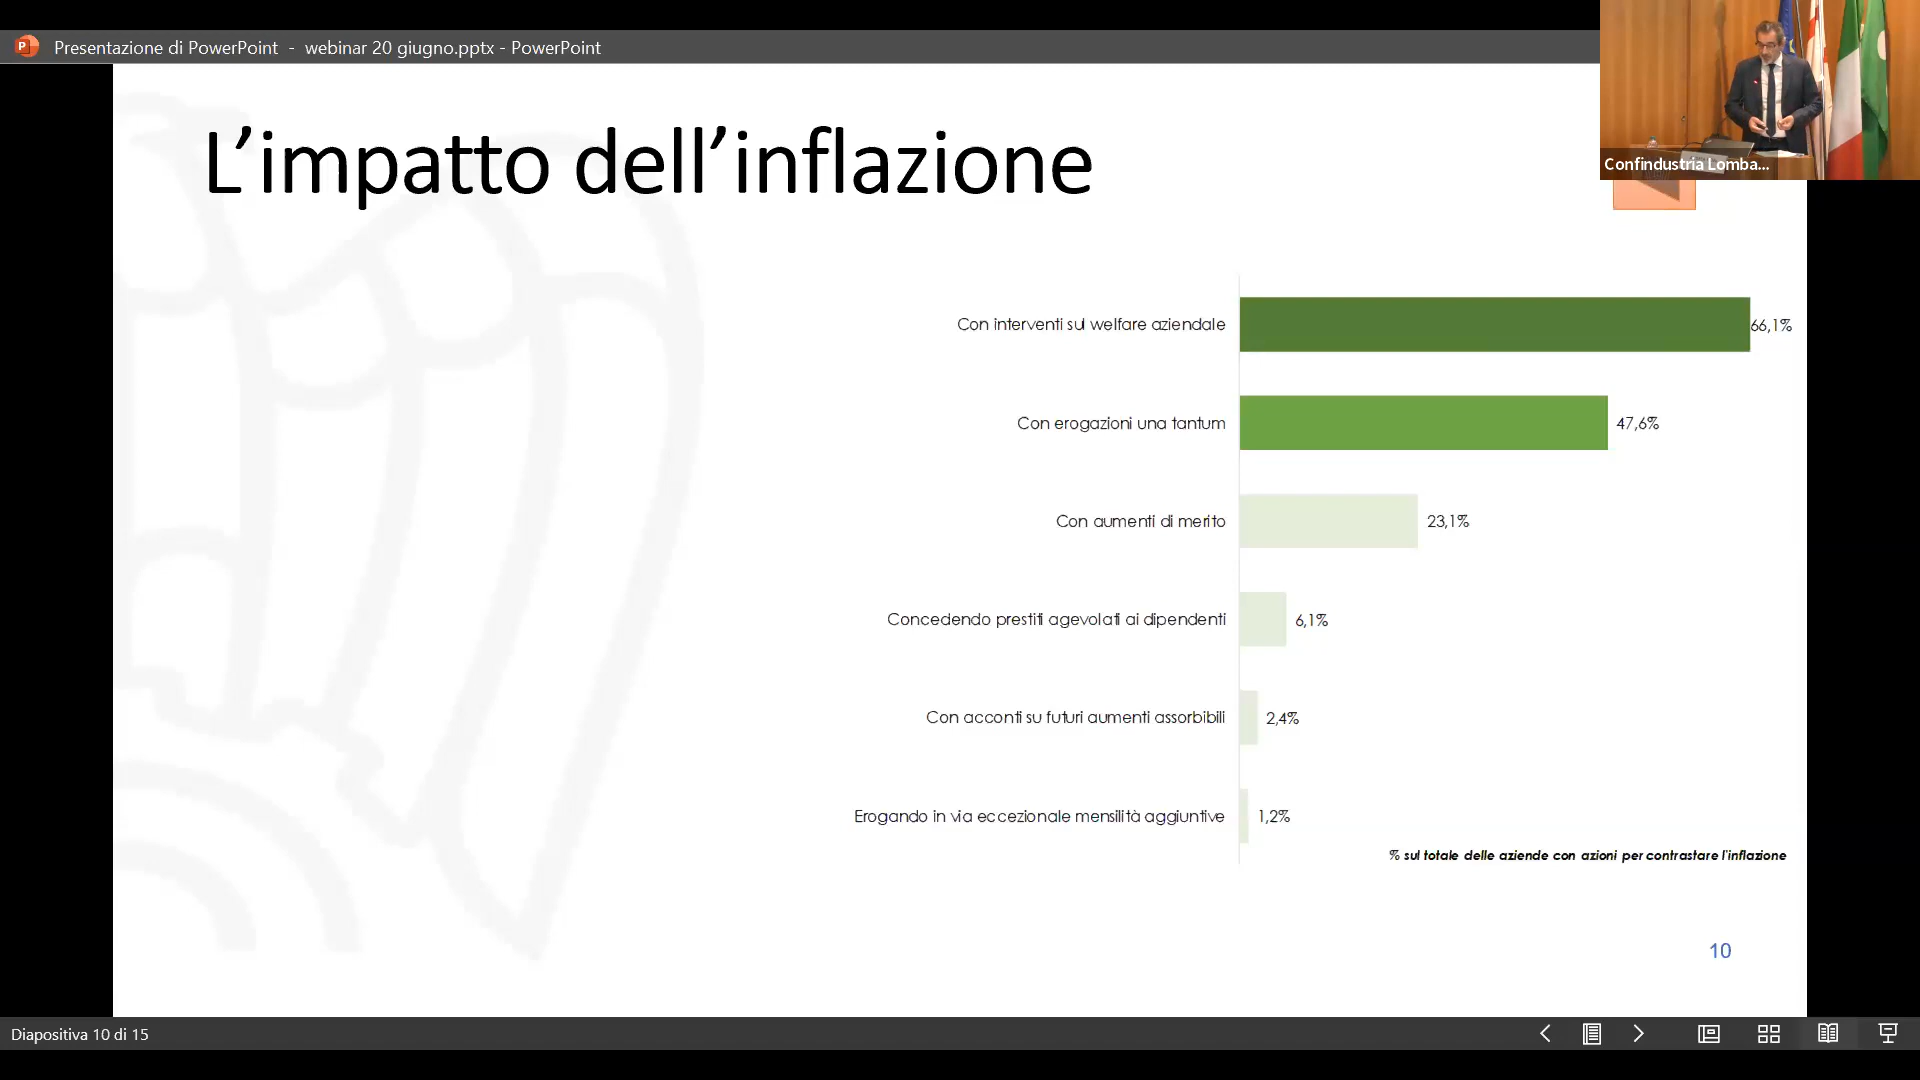 Presentazione di PowerPoint - webinar 20 giugno.pptx - PowerPoint
Confindustria Lomba...
L’impatto dell’inflazione
Con interventi sul welfare aziendale 66,1%
Con erogazioni una tantum 47,6%
Con aumenti di merito 23,1%
Concedendo prestiti agevolati ai dipendenti 6,1%
Con acconti su futuri aumenti assorbibili 2,4%
Erogando in via eccezionale mensilità aggiuntive 1,2%
% sul totale delle aziende con azioni per contrastare l'inflazione
10
Diapositiva 10 di 15